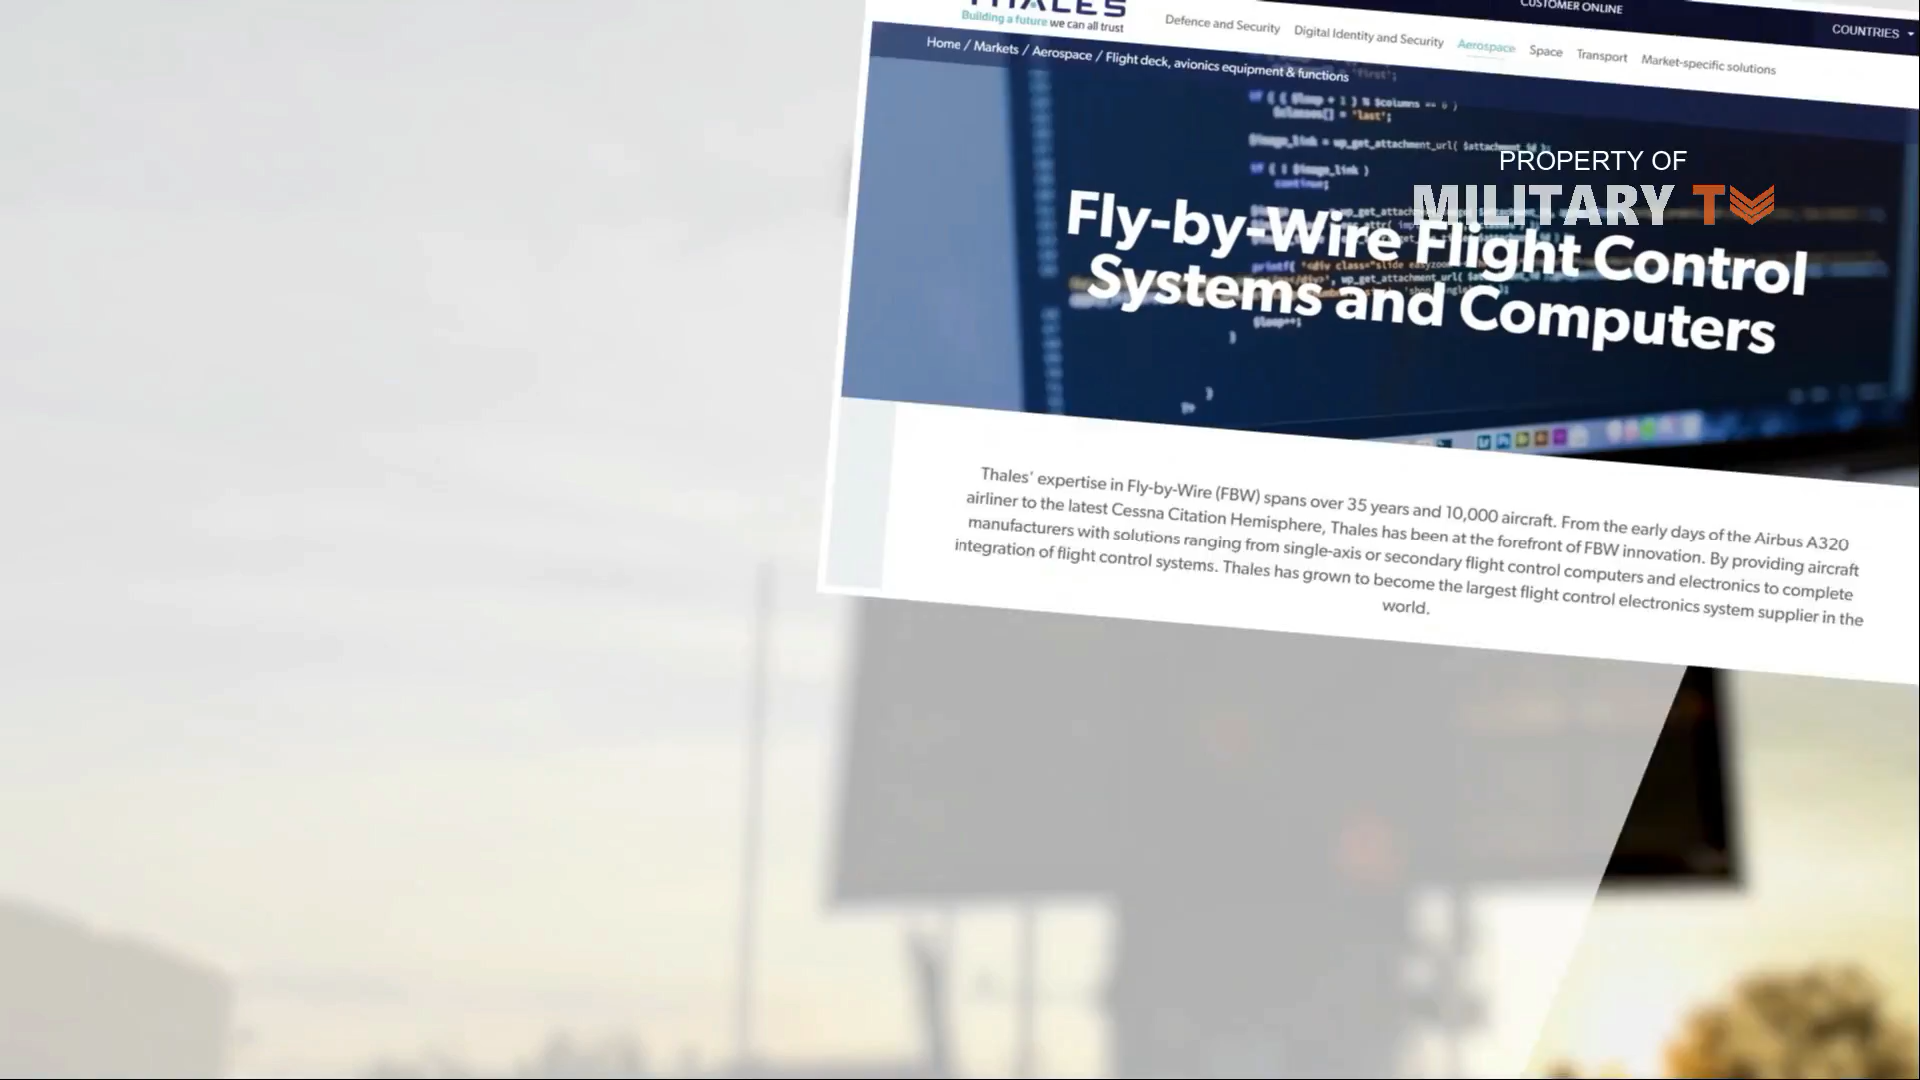 CUSTOMER ONLINE
COUNTRIES
THALES
Building a future we can all trust
Defence and Security Digital Identity and Security Aerospace Space Transport Market-specific solutions
Home / Markets / Aerospace / Flight deck, avionics equipment & functions
PROPERTY OF
MILITARY TV
Fly-by-Wire Flight Control
Systems and Computers
Thales' expertise in Fly-by-Wire (FBW) spans over 35 years and 10,000 aircraft. From the early days of the Airbus A320
airliner to the latest Cessna Citation Hemisphere, Thales has been at the forefront of FBW innovation. By providing aircraft
manufacturers with solutions ranging from single-axis or secondary flight control computers and electronics to complete
integration of flight control systems. Thales has grown to become the largest flight control electronics system supplier in the
world.